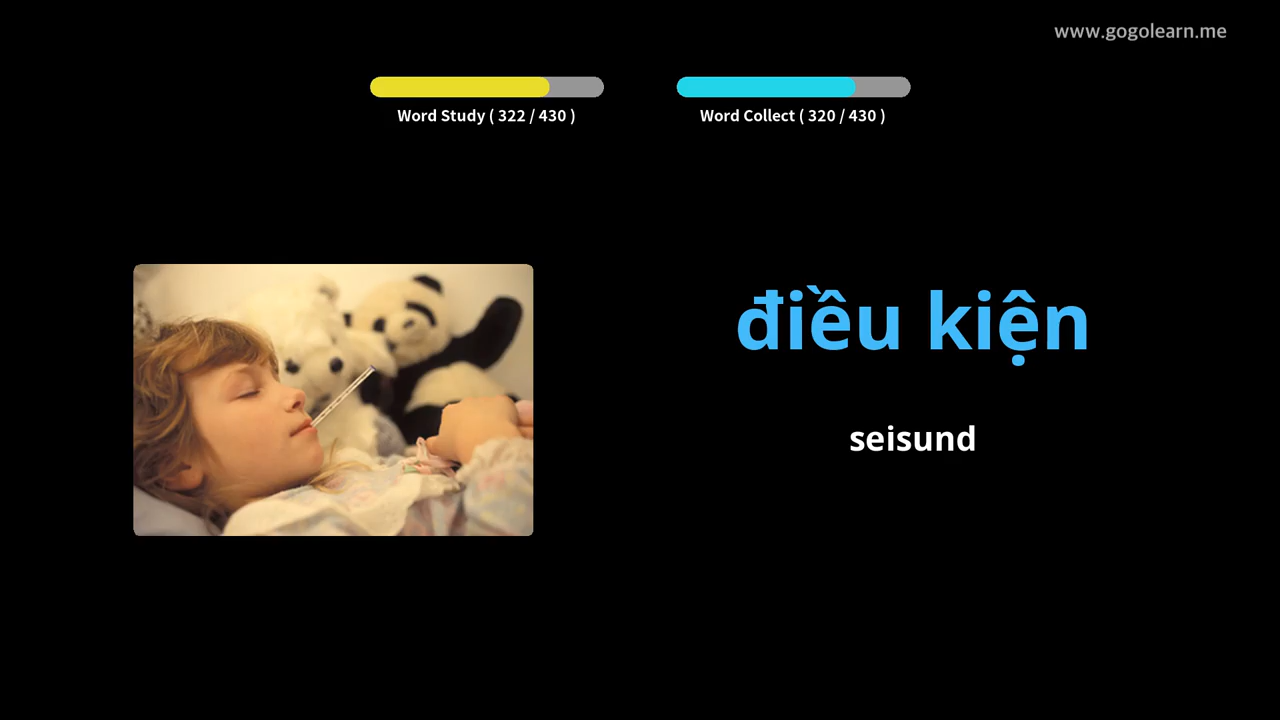 www.gogolearn.me
Word Study ( 322 / 430 )
Word Collect ( 320 / 430 )
điều kiện
seisund